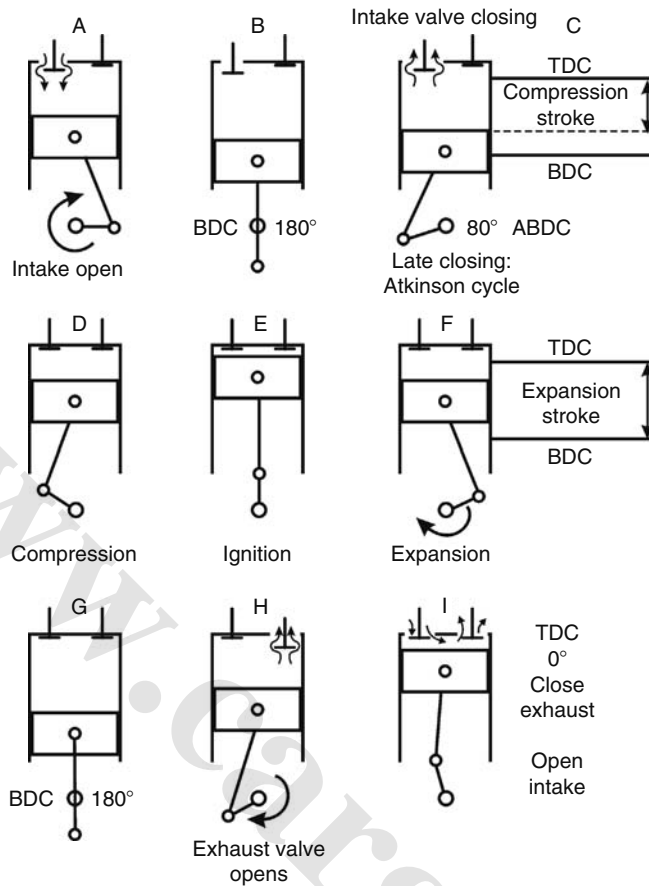 A
B
Intake valve closing
C
TDC
Compression
stroke
BDC
BDC 180°
80° ABDC
Intake open
Late closing:
Atkinson cycle
D
E
F
TDC
Expansion
stroke
BDC
Compression
Ignition
Expansion
G
H
I
TDC
0°
Close
exhaust
Open
intake
BDC 180°
Exhaust valve
opens